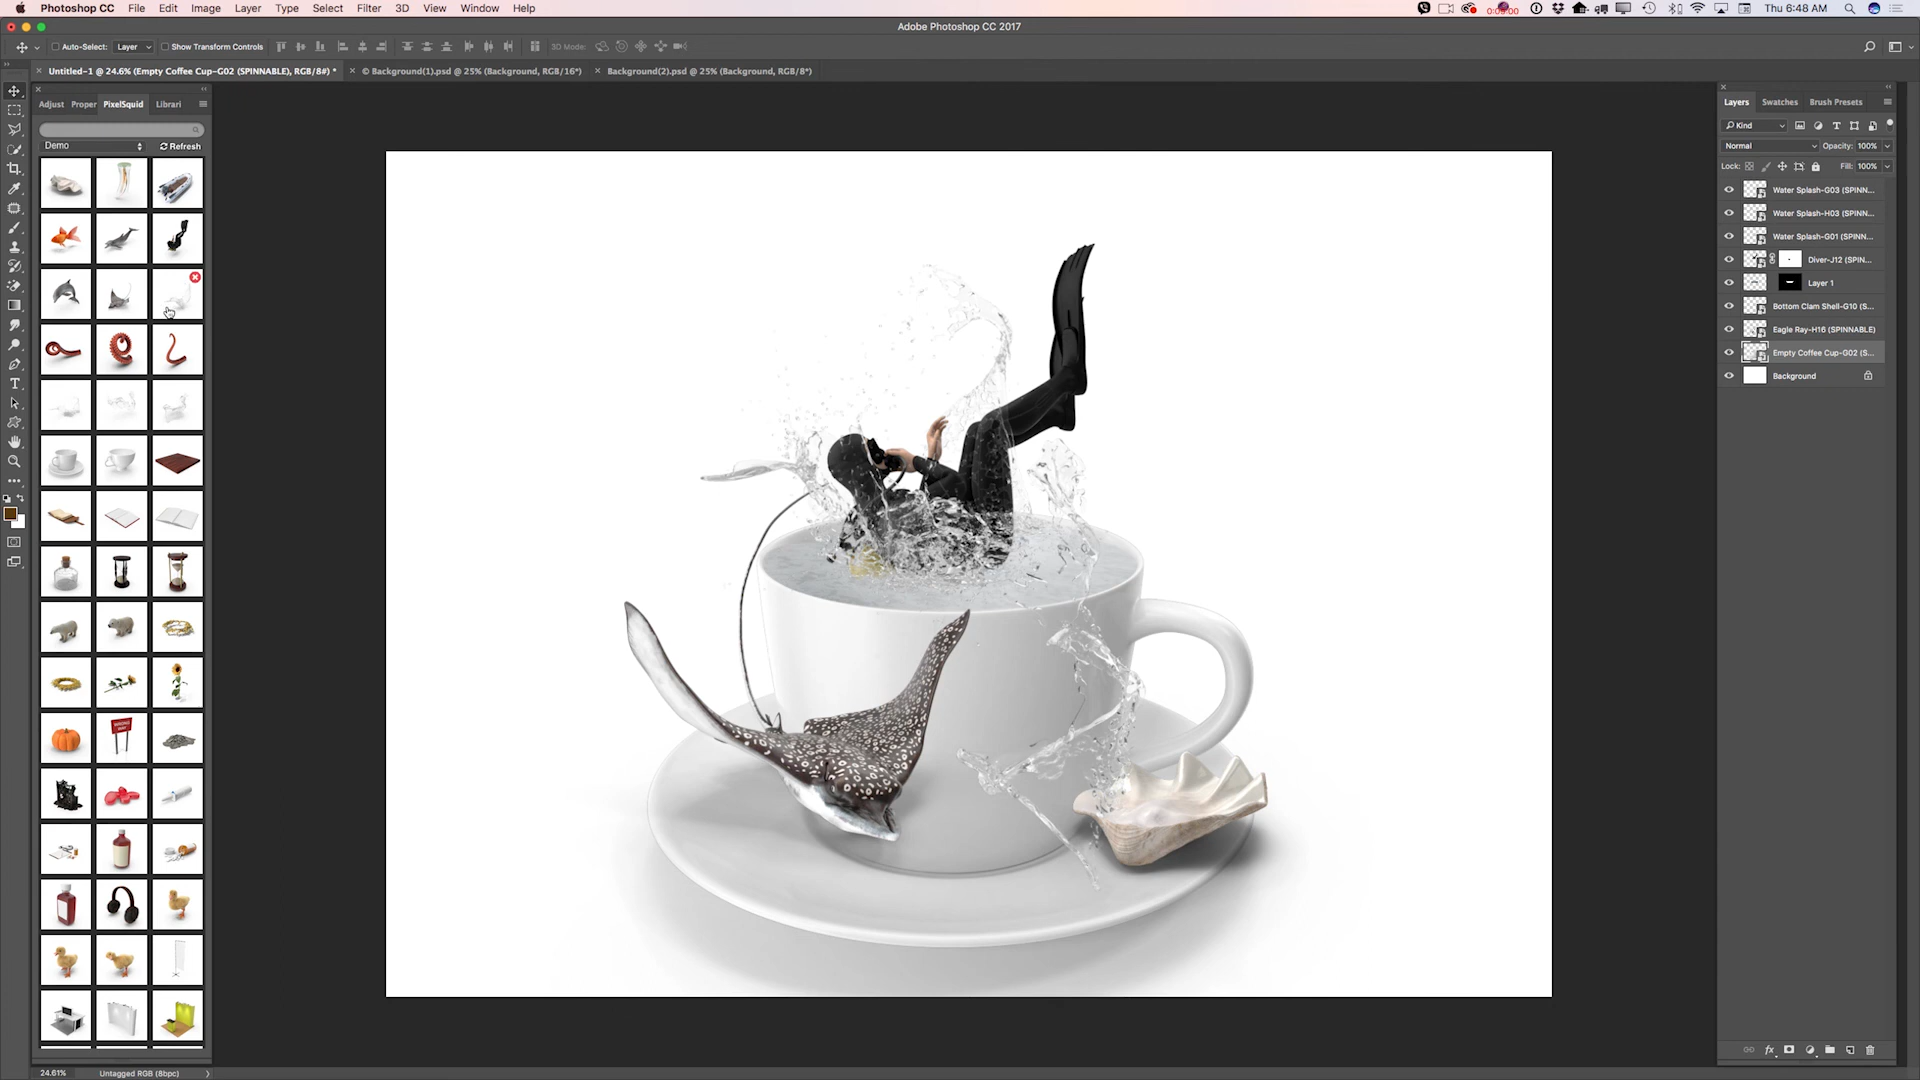 Photoshop CC File Edit Image Layer Type Select Filter 3D View Window Help
0:05:00 Thu 6:48 AM
Adobe Photoshop CC 2017
Auto-Select: Layer Show Transform Controls 3D Mode:
Untitled-1 @ 24.6% (Empty Coffee Cup-G02 (SPINNABLE), RGB/8#) *
© Background(1).psd @ 25% (Background, RGB/16*)
Background(2).psd @ 25% (Background, RGB/8*)
Adjust Proper PixelSquid Librari
Demo Refresh
Layers Swatches Brush Presets
Kind
Normal Opacity: 100%
Lock: Fill: 100%
Water Splash-G03 (SPINN...
Water Splash-H03 (SPINN...
Water Splash-G01 (SPINN...
Diver-J12 (SPIN...
Layer 1
Bottom Clam Shell-G10 (S...
Eagle Ray-H16 (SPINNABLE)
Empty Coffee Cup-G02 (S...
Background
24.61% Untagged RGB (8bpc)